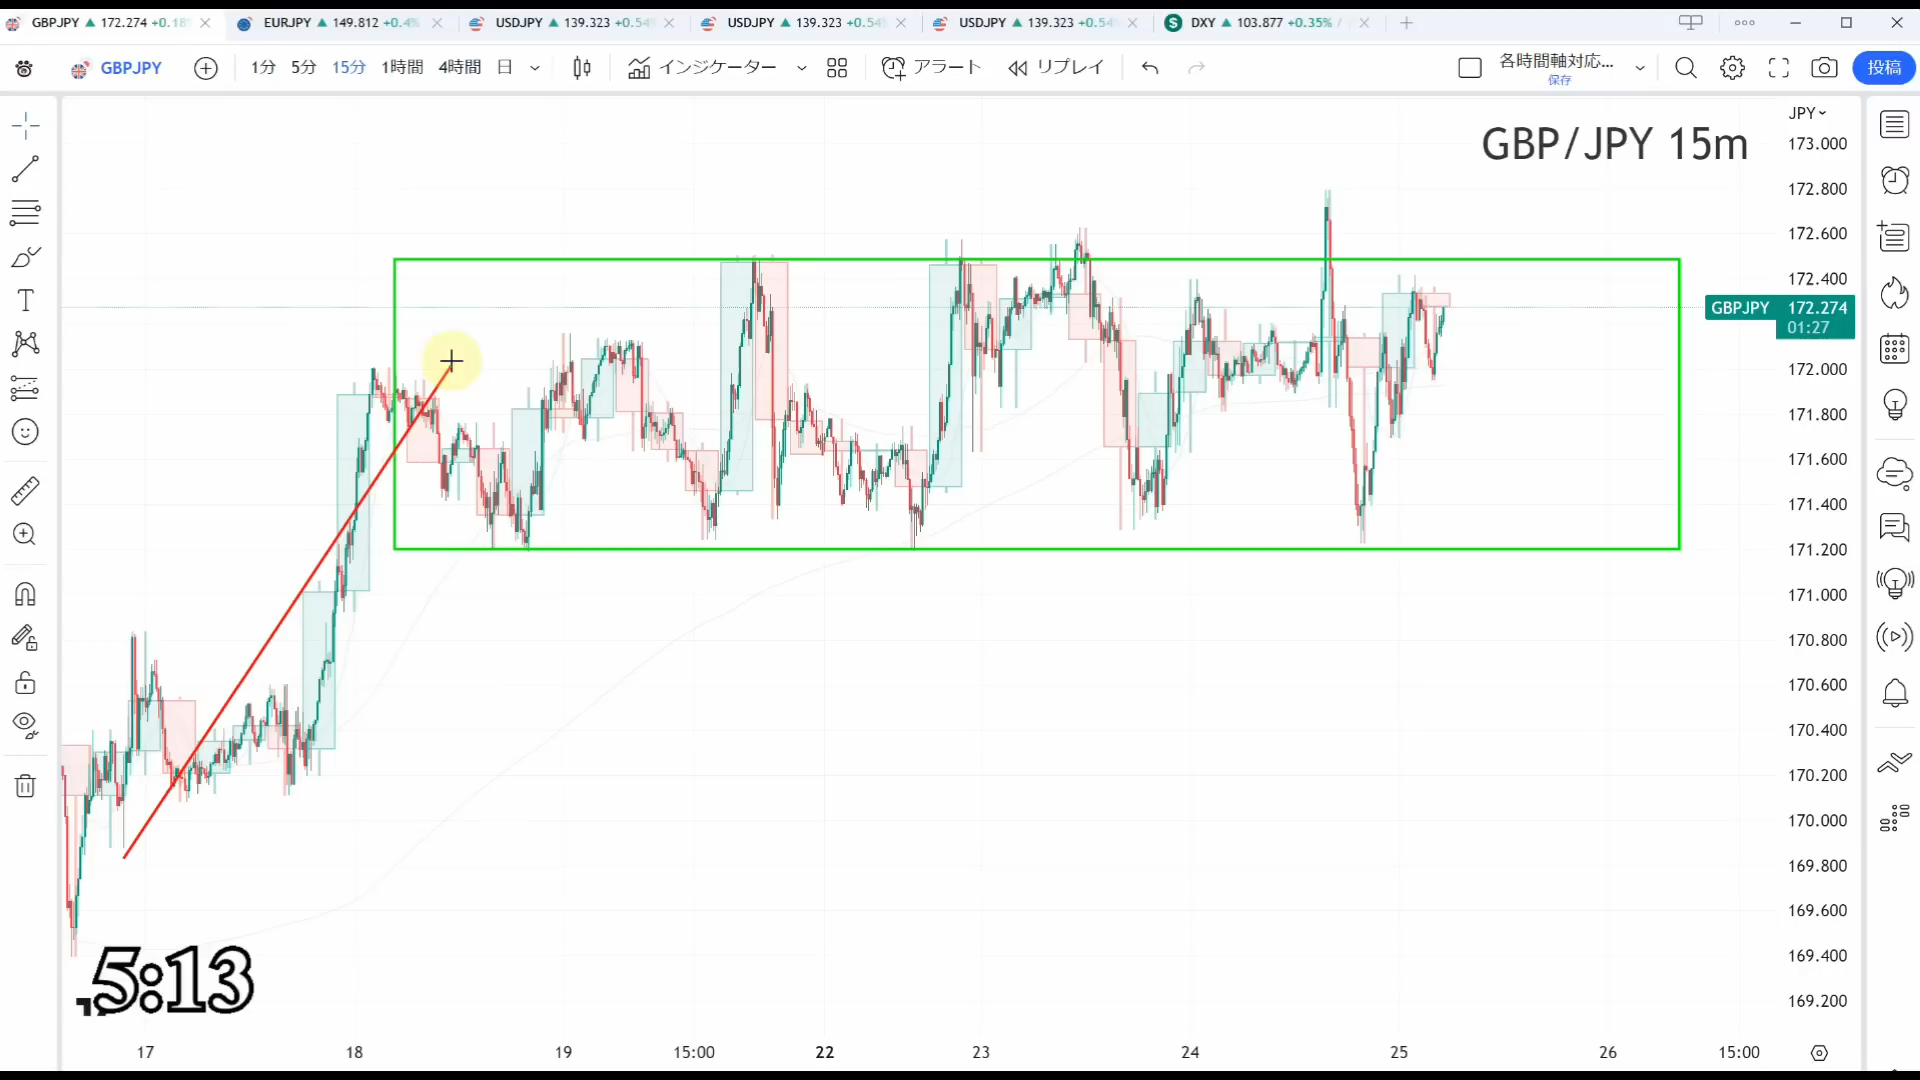 GBPJPY ▲ 172.274 +0.18
EURJPY ▲ 149.812 +0.4%
USDJPY ▲ 139.323 +0.54
USDJPY ▲ 139.323 +0.54
USDJPY ▲ 139.323 +0.54
DXY ▲ 103.877 +0.35% /
GBPJPY
1分 5分 15分 1時間 4時間 日
インジケーター
アラート
リプレイ
各時間軸対応...
保存
投稿
JPY
GBP/JPY 15m
173.000
172.800
172.600
172.400
GBPJPY 172.274
01:27
172.000
171.800
171.600
171.400
171.200
171.000
170.800
170.600
170.400
170.200
170.000
169.800
169.600
169.400
169.200
5:13
17 18 19 15:00 22 23 24 25 26 15:00